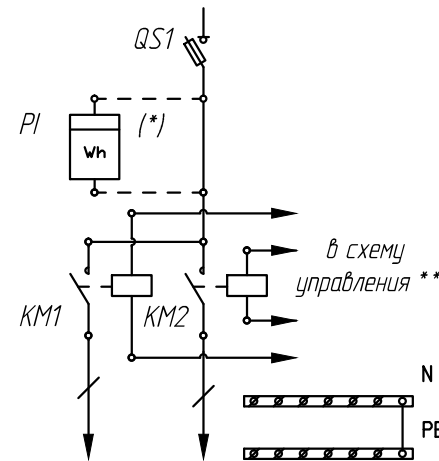 QS1
PI
(*)
Wh
в схему
управления **
KM1
KM2
N
PE